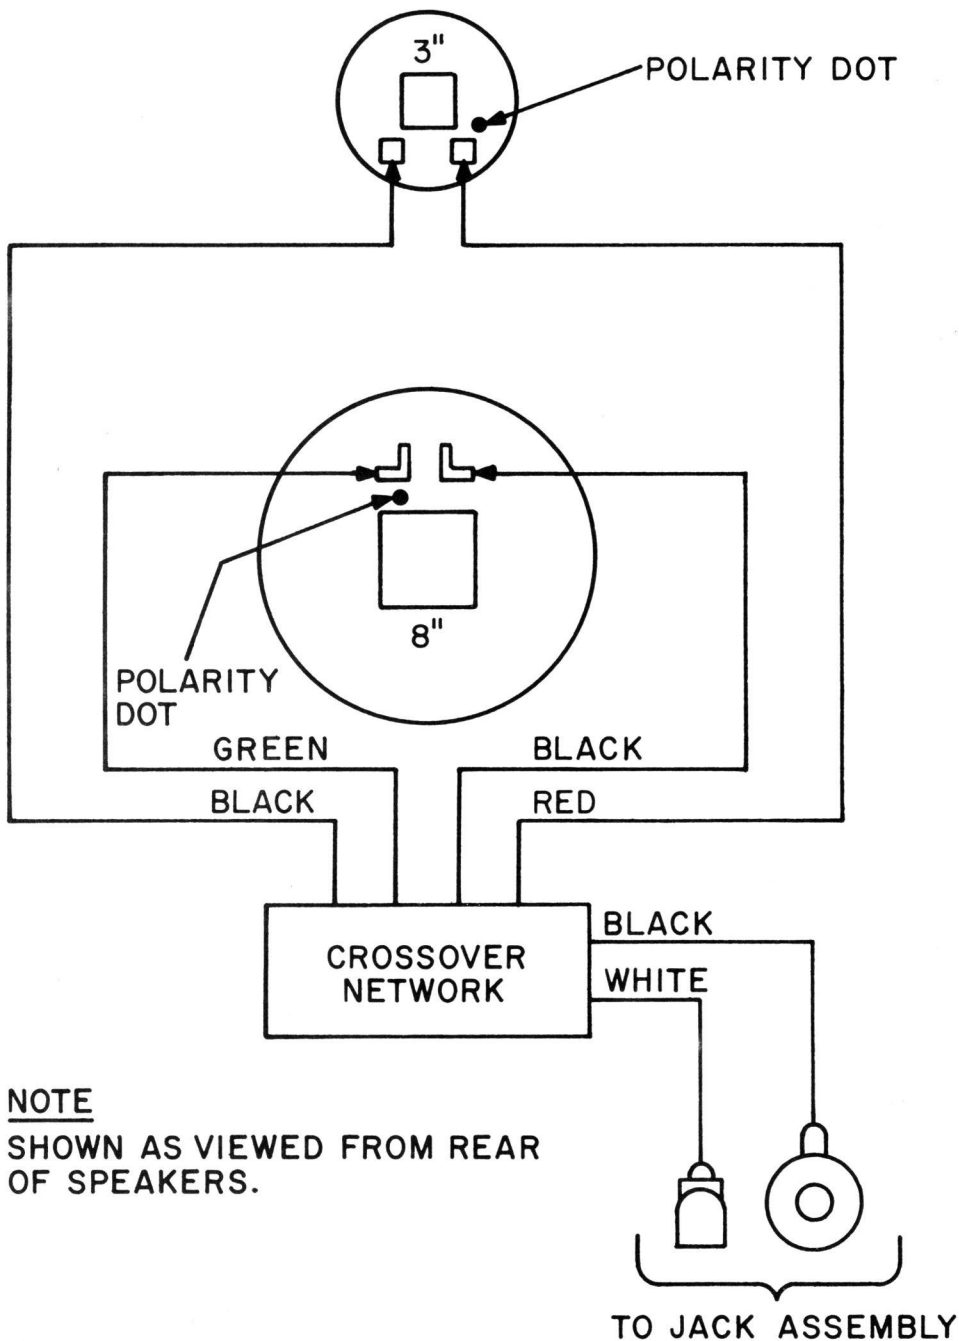 3"
POLARITY DOT
8"
POLARITY
DOT
GREEN
BLACK
BLACK
RED
BLACK
CROSSOVER
NETWORK
WHITE
NOTE
SHOWN AS VIEWED FROM REAR
OF SPEAKERS.
TO JACK ASSEMBLY